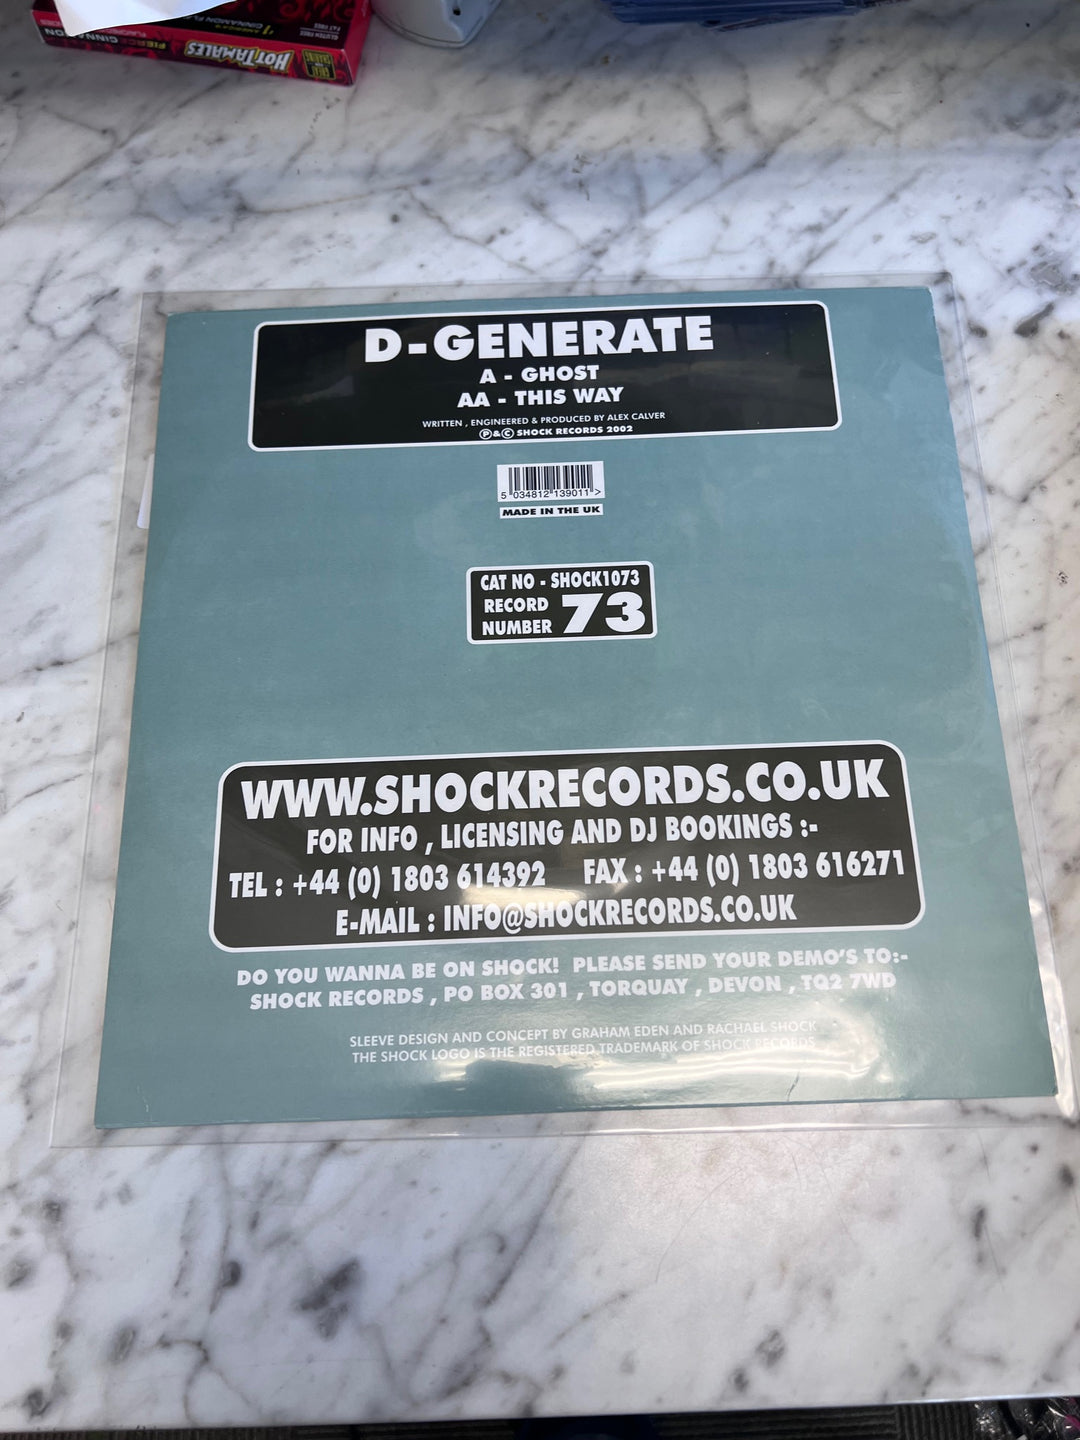 HOT TAMALES
FIERCE CINNAMON
D-GENERATE
A - GHOST
AA - THIS WAY
WRITTEN , ENGINEERED & PRODUCED BY ALEX CALVER
Ⓟ&Ⓒ SHOCK RECORDS 2002
5 034812 139011 >
MADE IN THE UK
CAT NO - SHOCK1073
RECORD NUMBER 73
WWW.SHOCKRECORDS.CO.UK
FOR INFO , LICENSING AND DJ BOOKINGS :-
TEL : +44 (0) 1803 614392 FAX : +44 (0) 1803 616271
E-MAIL : INFO@SHOCKRECORDS.CO.UK
DO YOU WANNA BE ON SHOCK! PLEASE SEND YOUR DEMO'S TO:-
SHOCK RECORDS , PO BOX 301 , TORQUAY , DEVON , TQ2 7WD
SLEEVE DESIGN AND CONCEPT BY GRAHAM EDEN AND RACHAEL SHOCK
THE SHOCK LOGO IS THE REGISTERED TRADEMARK OF SHOCK RECORDS